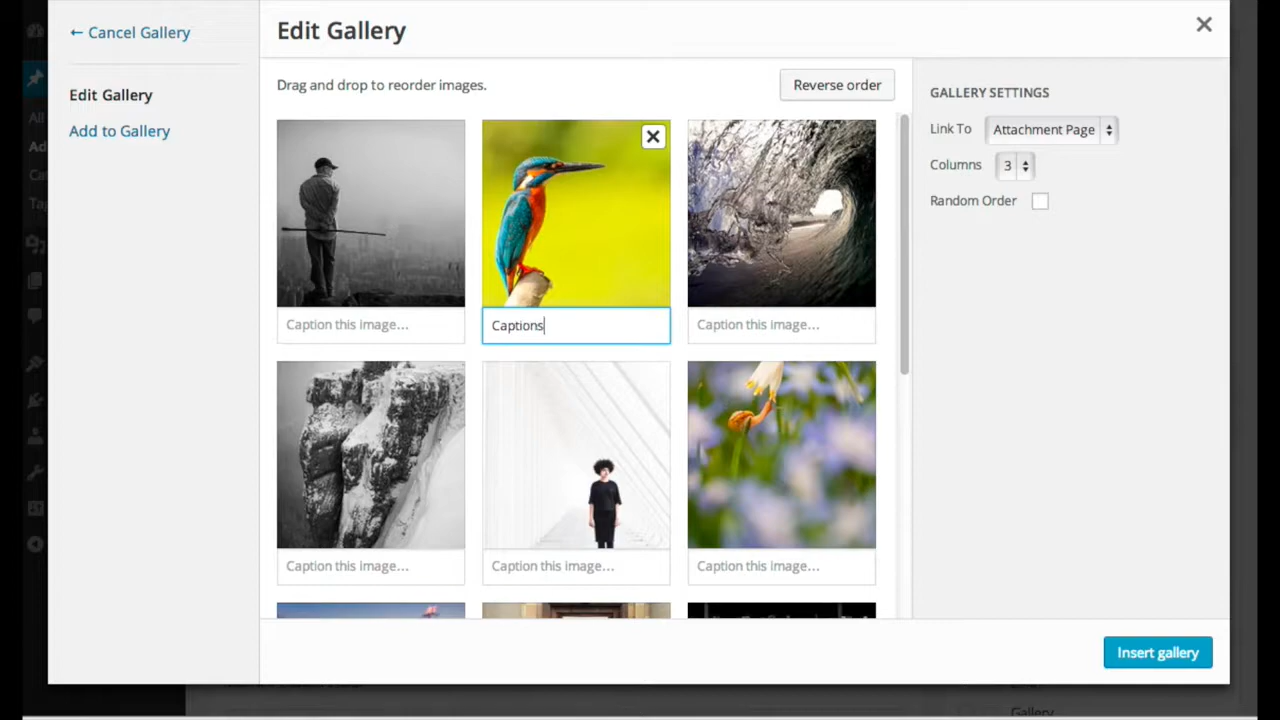 ← Cancel Gallery
Edit Gallery
Add to Gallery
Edit Gallery
Drag and drop to reorder images.
Reverse order
Caption this image...
Captions
Caption this image...
Caption this image...
Caption this image...
Caption this image...
GALLERY SETTINGS
Link To Attachment Page
Columns 3
Random Order
Insert gallery
Gallery